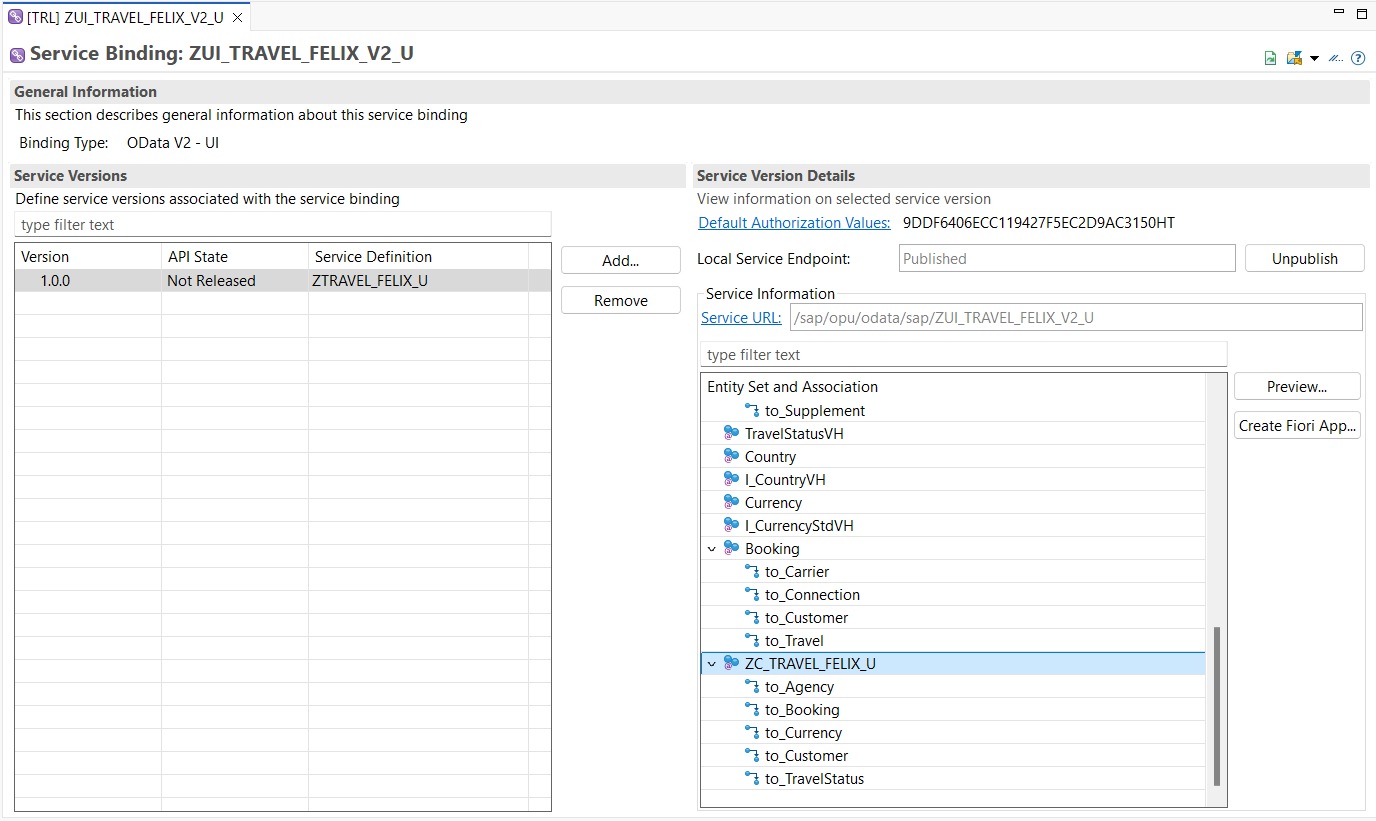 [TRL] ZUI_TRAVEL_FELIX_V2_U
Service Binding: ZUI_TRAVEL_FELIX_V2_U
General Information
This section describes general information about this service binding
Binding Type: OData V2 - UI
Service Versions
Define service versions associated with the service binding
type filter text
Version API State Service Definition
1.0.0 Not Released ZTRAVEL_FELIX_U
Add...
Remove
Service Version Details
View information on selected service version
Default Authorization Values: 9DDF6406ECC119427F5EC2D9AC3150HT
Local Service Endpoint: Published Unpublish
Service Information
Service URL: /sap/opu/odata/sap/ZUI_TRAVEL_FELIX_V2_U
type filter text
Entity Set and Association
to_Supplement
TravelStatusVH
Country
I_CountryVH
Currency
I_CurrencyStdVH
Booking
to_Carrier
to_Connection
to_Customer
to_Travel
ZC_TRAVEL_FELIX_U
to_Agency
to_Booking
to_Currency
to_Customer
to_TravelStatus
Preview...
Create Fiori App...